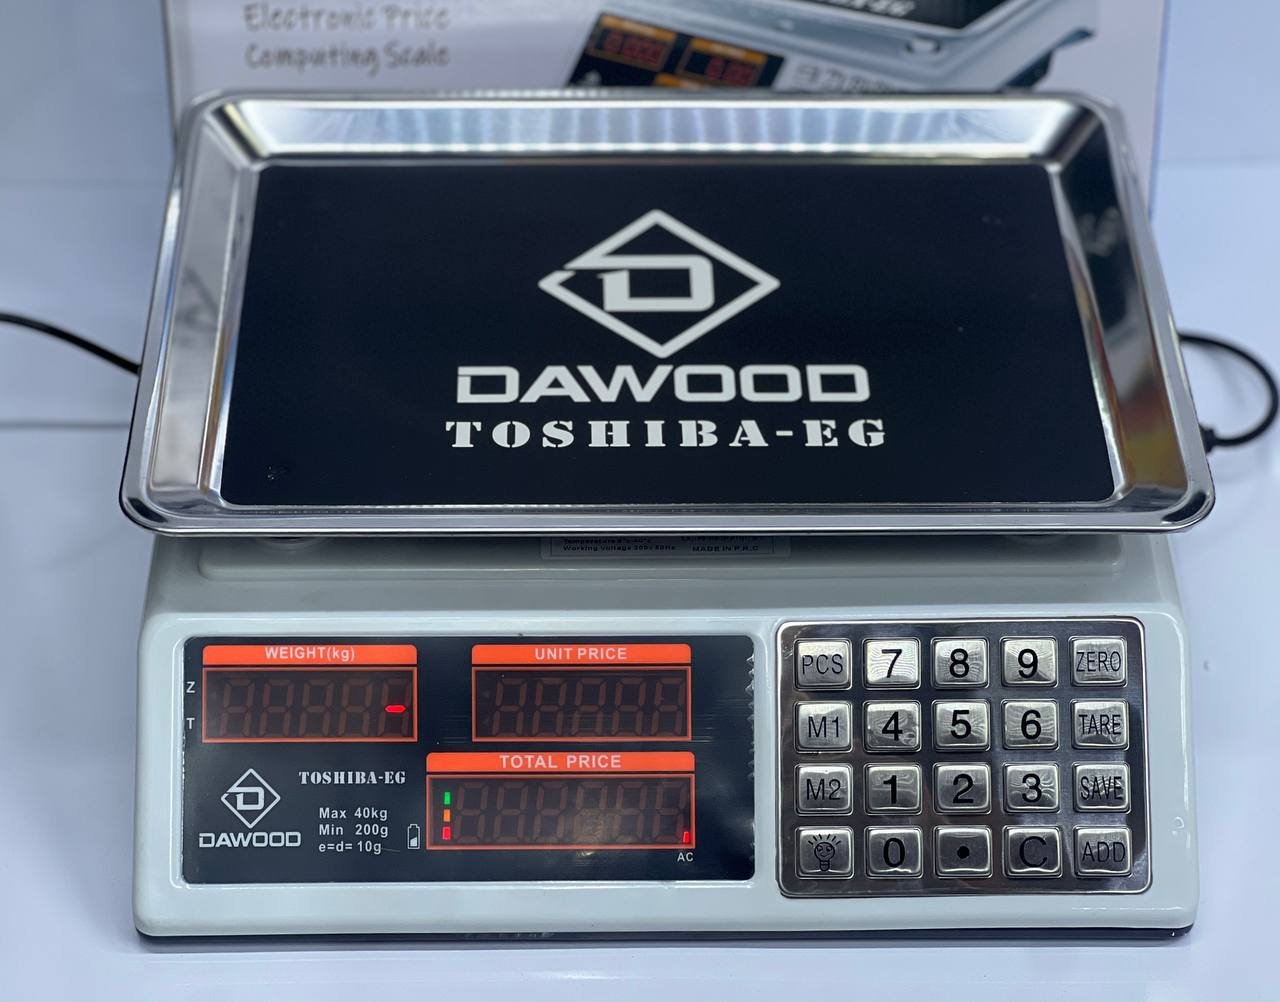 Electronic Price
Computing Scale
DAWOOD
TOSHIBA-EG
Working Voltage
MADE IN P.R.C
WEIGHT(kg)
UNIT PRICE
Z
T
TOTAL PRICE
TOSHIBA-EG
DAWOOD
Max 40kg
Min 200g
e=d= 10g
AC
PCS 7 8 9 ZERO
M1 4 5 6 TARE
M2 1 2 3 SAVE
0 • C ADD